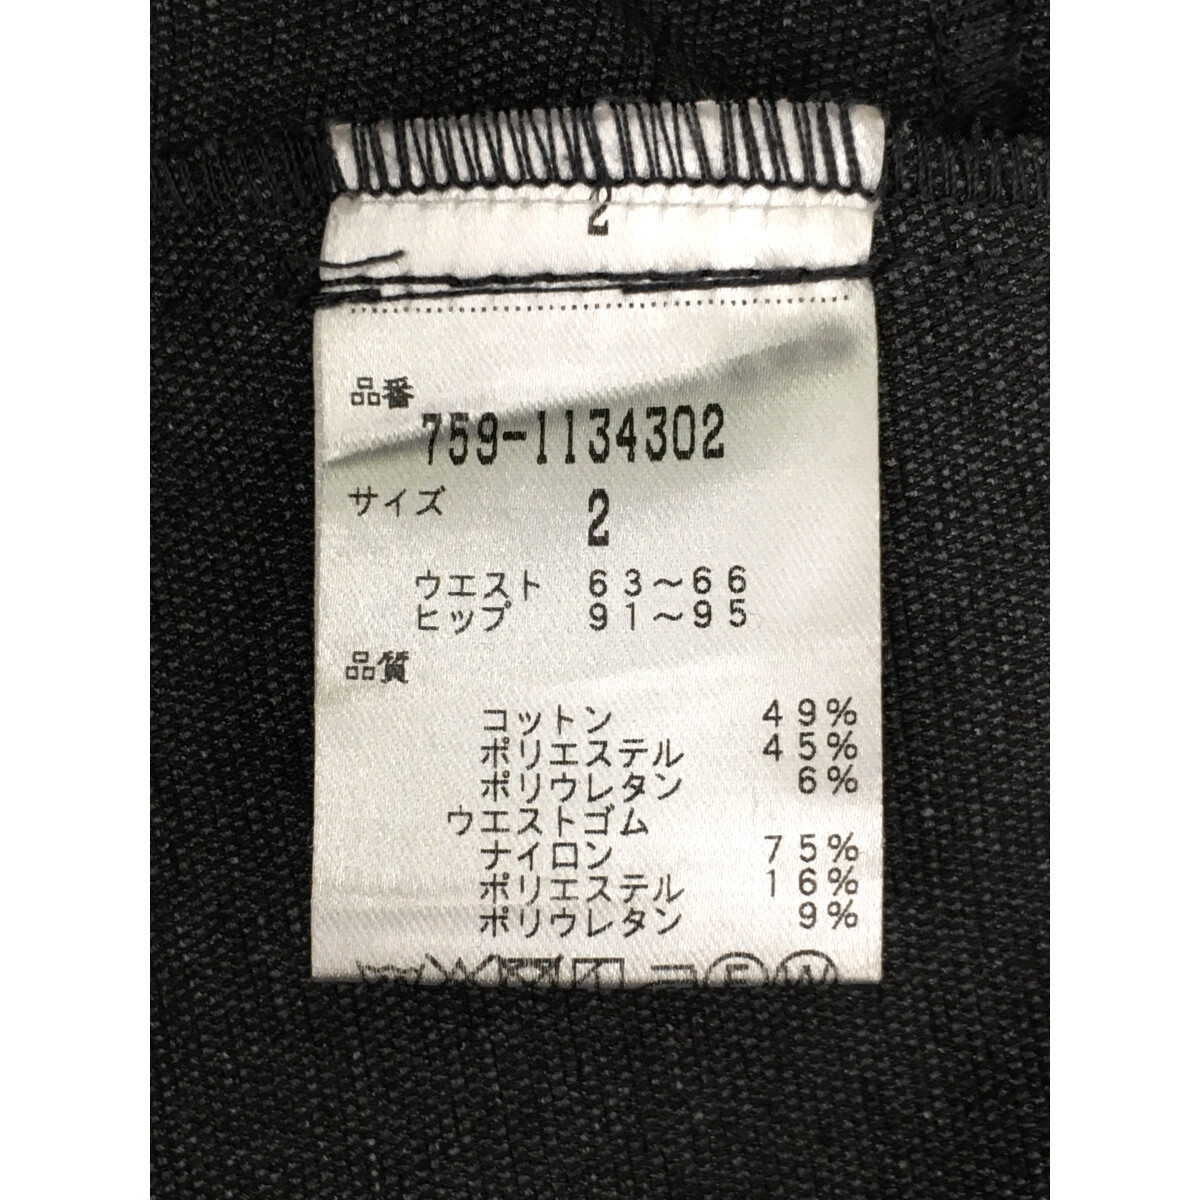 2
品番
759-1134302
サイズ
2
ウエスト 63～66
ヒップ 91～95
品質
コットン 49%
ポリエステル 45%
ポリウレタン 6%
ウエストゴム
ナイロン 75%
ポリエステル 16%
ポリウレタン 9%
F W